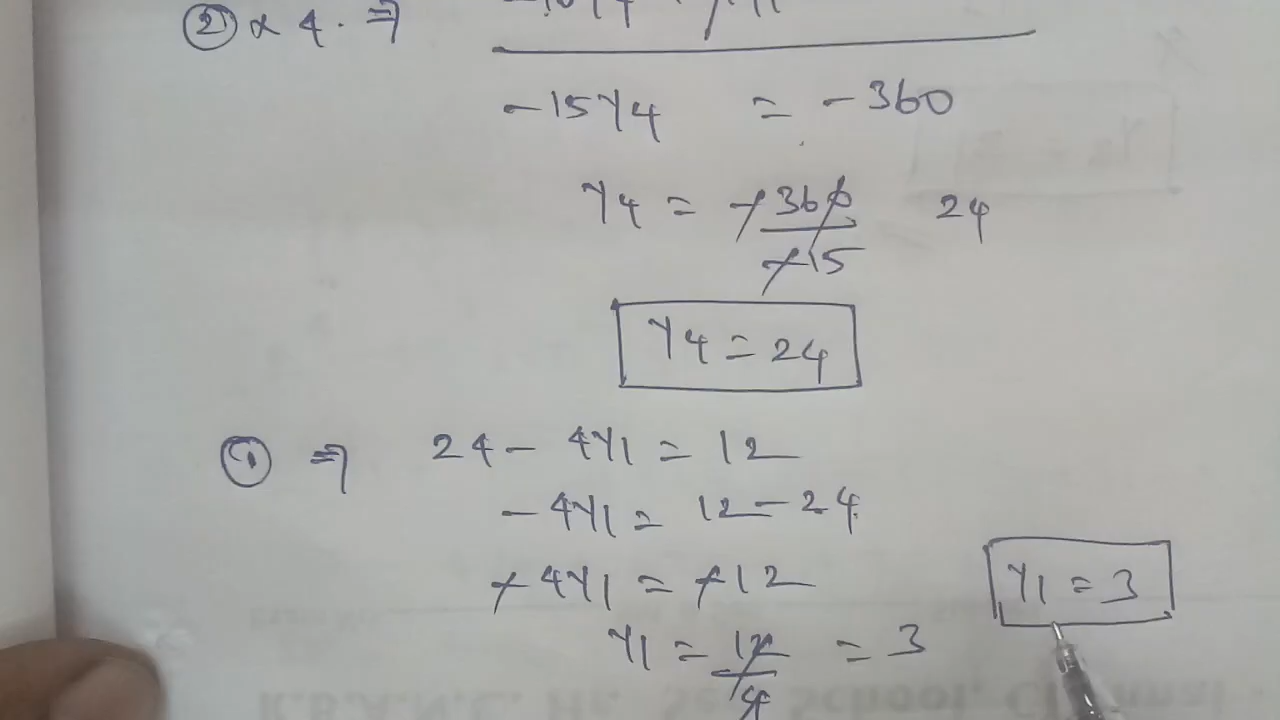 ② × 4 ⇒
-15Y4 = -360
Y4 = -360/-15 24
Y4 = 24
① ⇒ 24 - 4Y1 = 12
-4Y1 = 12 - 24
-4Y1 = -12
Y1 = 12/4 = 3
Y1 = 3